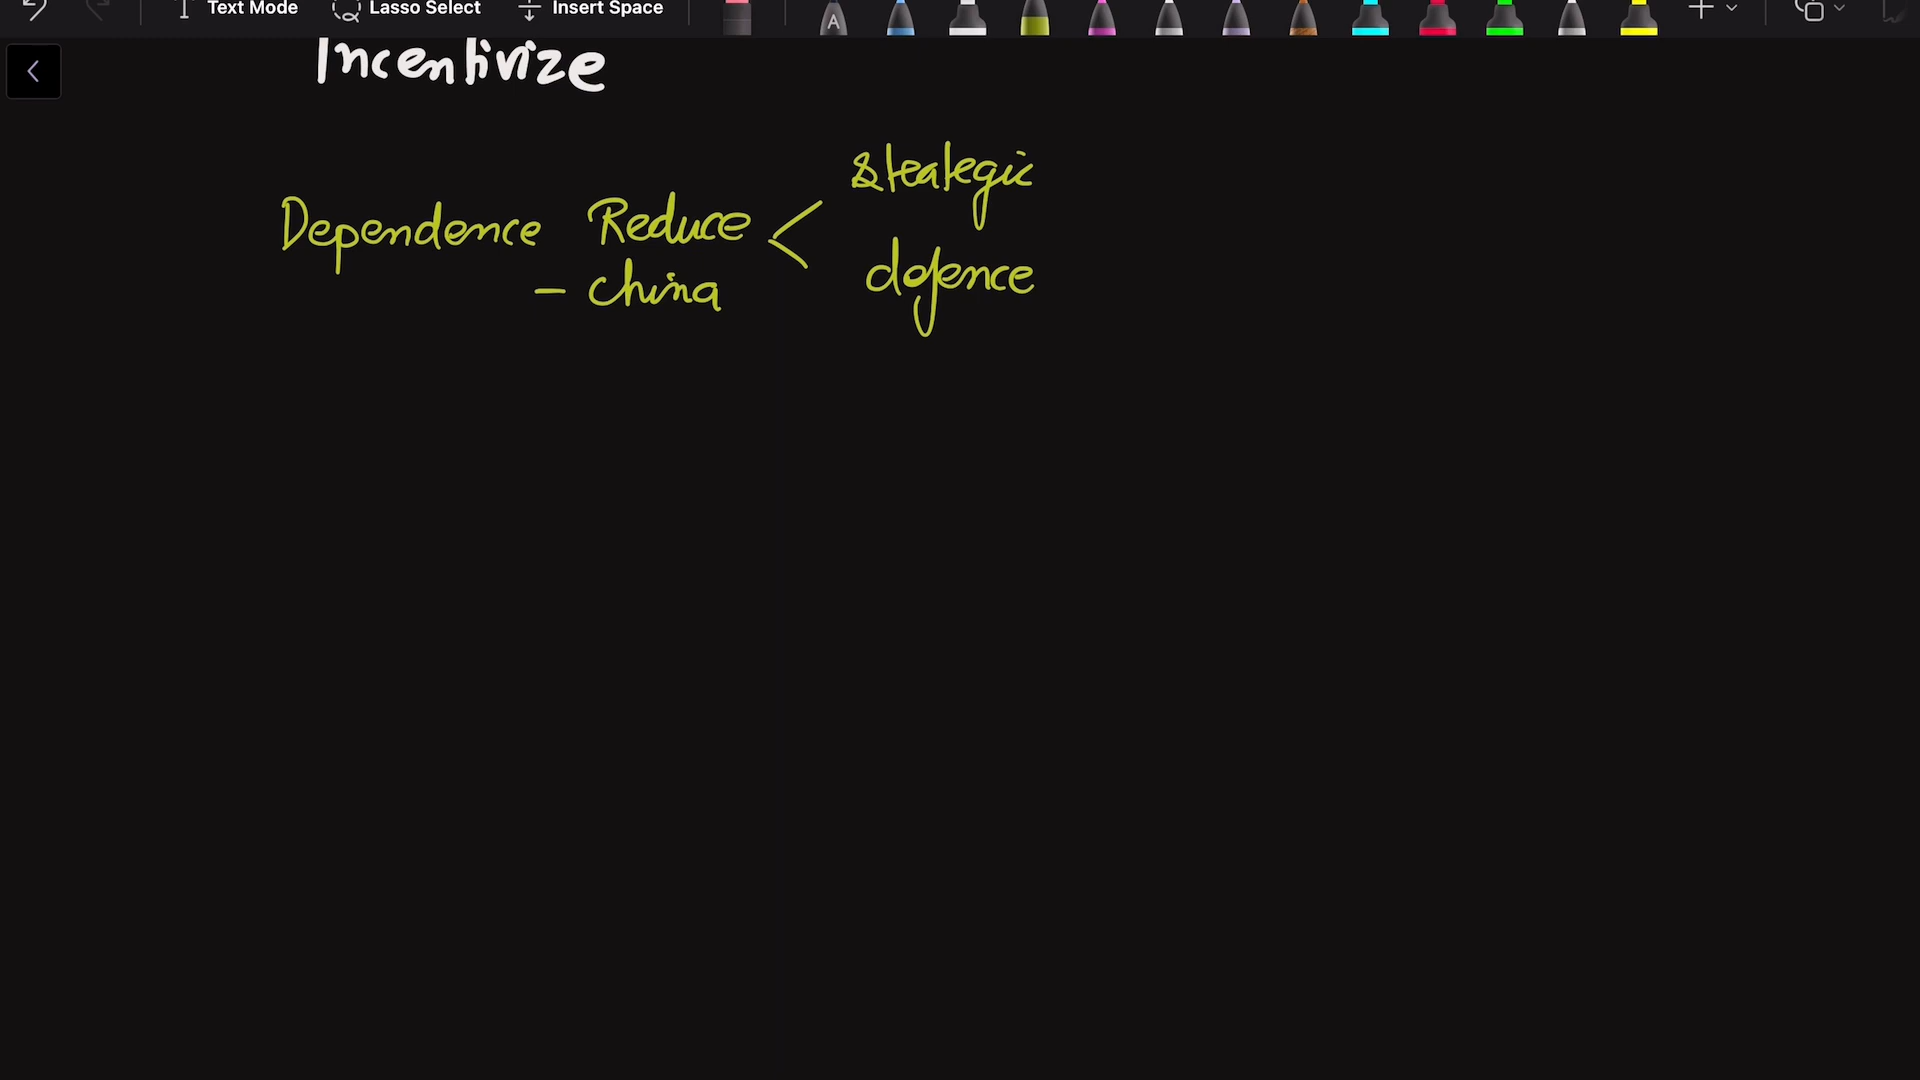 Text Mode Lasso Select Insert Space
A
Incentivize
strategic
Dependence Reduce <
- China
defence